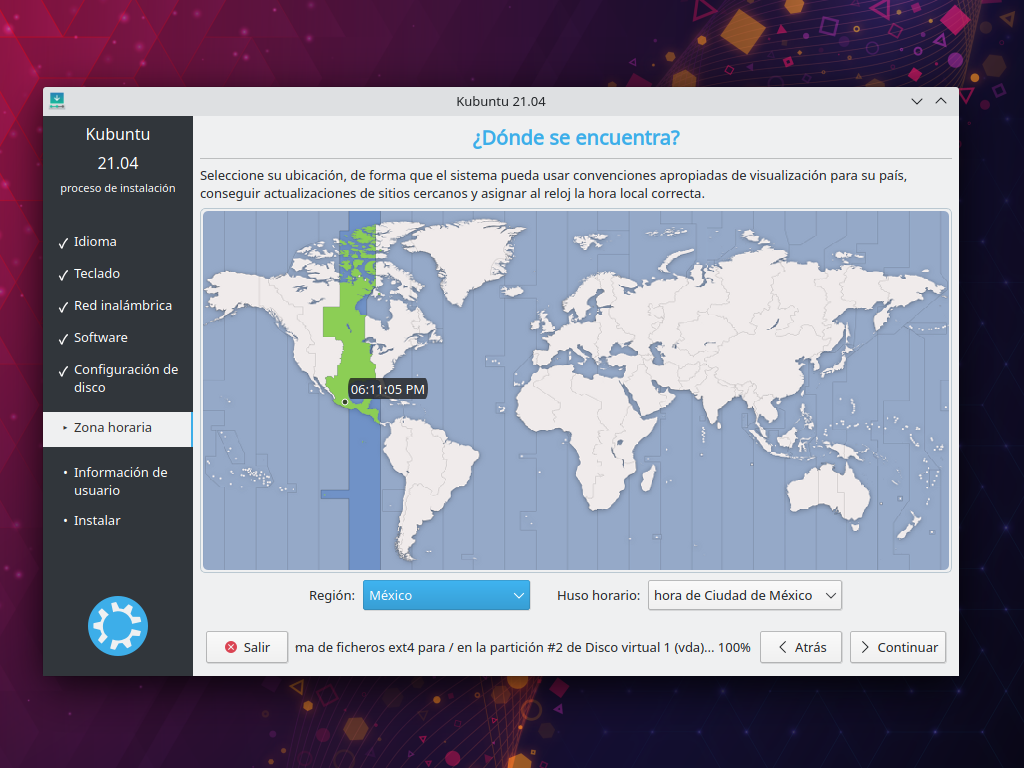 Kubuntu 21.04
Kubuntu
21.04
proceso de instalación
Idioma
Teclado
Red inalámbrica
Software
Configuración de
disco
Zona horaria
Información de
usuario
Instalar
¿Dónde se encuentra?
Seleccione su ubicación, de forma que el sistema pueda usar convenciones apropiadas de visualización para su país,
conseguir actualizaciones de sitios cercanos y asignar al reloj la hora local correcta.
06:11:05 PM
Región: México Huso horario: hora de Ciudad de México
Salir ma de ficheros ext4 para / en la partición #2 de Disco virtual 1 (vda)... 100% Atrás Continuar